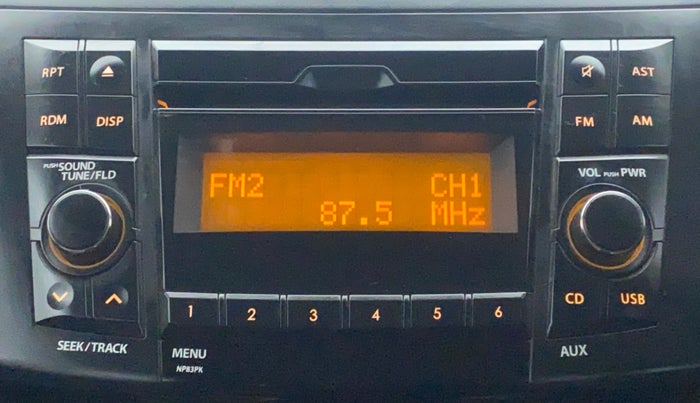 RPT
AST
RDM
DISP
FM
AM
PUSH SOUND
TUNE/FLD
VOL PUSH PWR
FM2 CH1
87.5 MHz
CD
USB
1 2 3 4 5 6
SEEK/TRACK
MENU
NP83PK
AUX